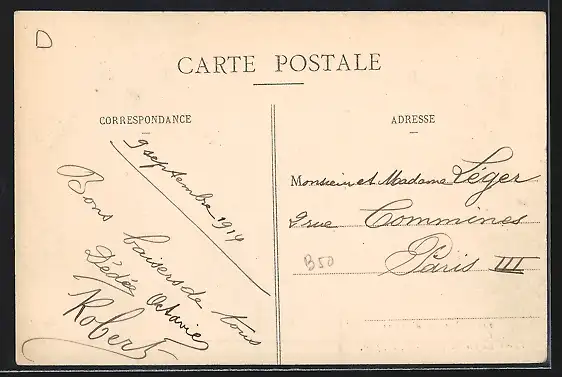 D
CARTE POSTALE
CORRESPONDANCE
ADRESSE
9 septembre 1914
Bons baisers de tous
Dédée Octavie
Robert
Monsieur et Madame Léger
9 rue Commines
Paris III
B50